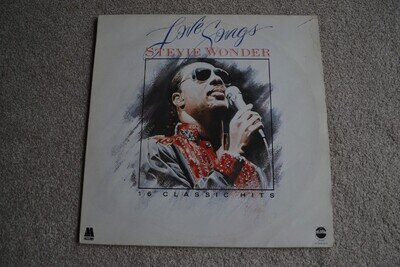 Love Songs
STEVIE WONDER
16 CLASSIC HITS